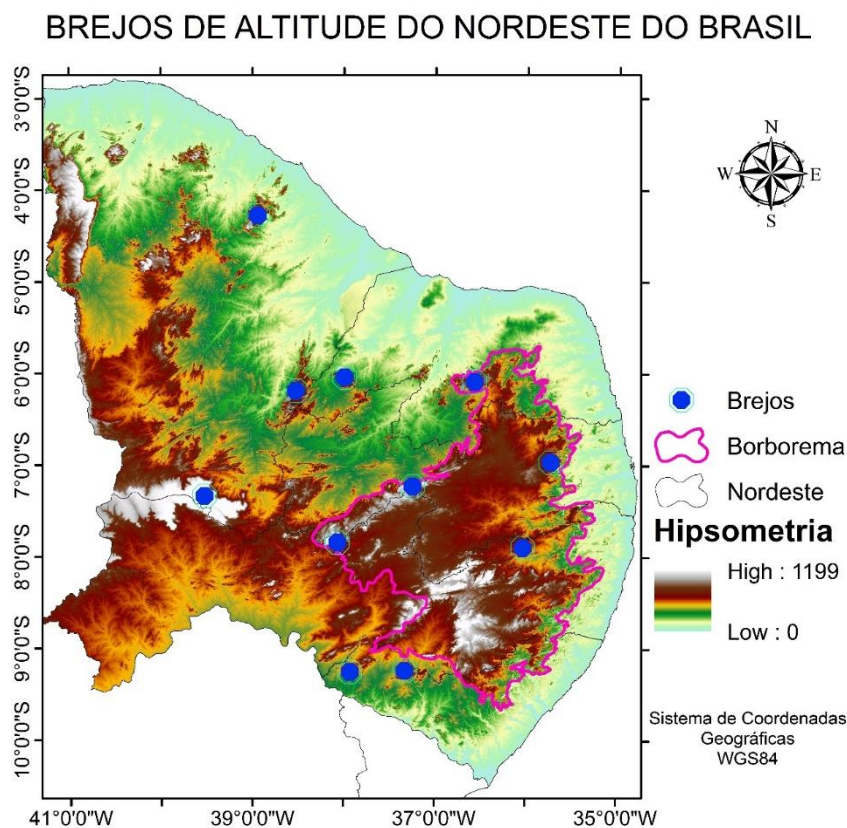 BREJOS DE ALTITUDE DO NORDESTE DO BRASIL
3°0'0"S
4°0'0"S
5°0'0"S
6°0'0"S
7°0'0"S
8°0'0"S
9°0'0"S
10°0'0"S
41°0'0"W
39°0'0"W
37°0'0"W
35°0'0"W
N
W
E
S
Brejos
Borborema
Nordeste
Hipsometria
High : 1199
Low : 0
Sistema de Coordenadas
Geográficas
WGS84